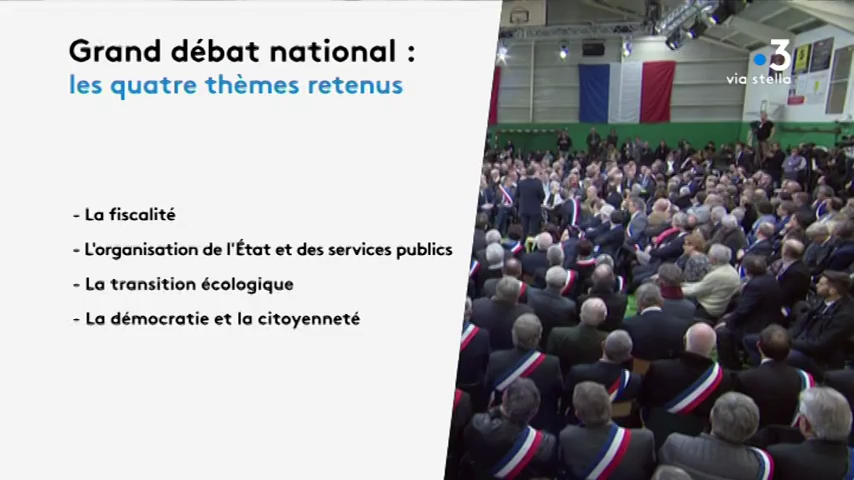 Grand débat national :
les quatre thèmes retenus
- La fiscalité
- L'organisation de l'État et des services publics
- La transition écologique
- La démocratie et la citoyenneté
3
via stella